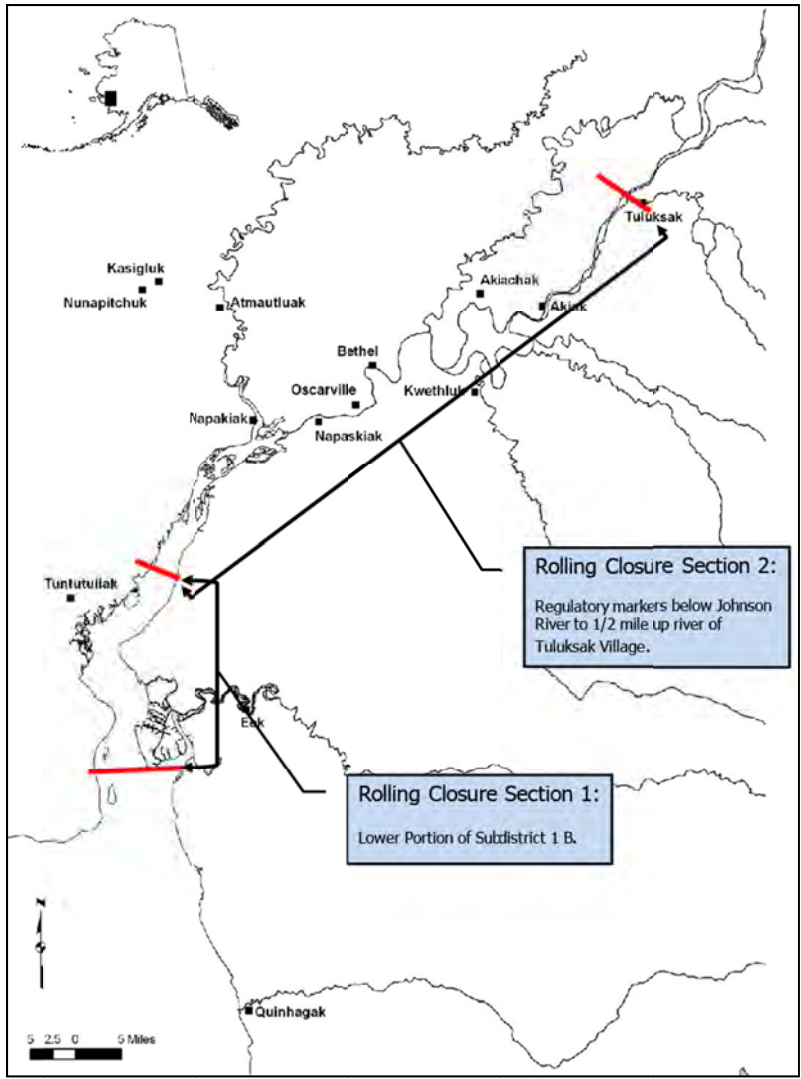 Tuluksak
Kasigluk
Nunapitchuk
Atmautluak
Akiachak
Akiak
Bethel
Oscarville
Kwethluk
Napakiak
Napaskiak
Tuntutuliak
Rolling Closure Section 2:
Regulatory markers below Johnson
River to 1/2 mile up river of
Tuluksak Village.
Eek
Rolling Closure Section 1:
Lower Portion of Subdistrict 1 B.
N
Quinhagak
5 2.5 0 5 Miles